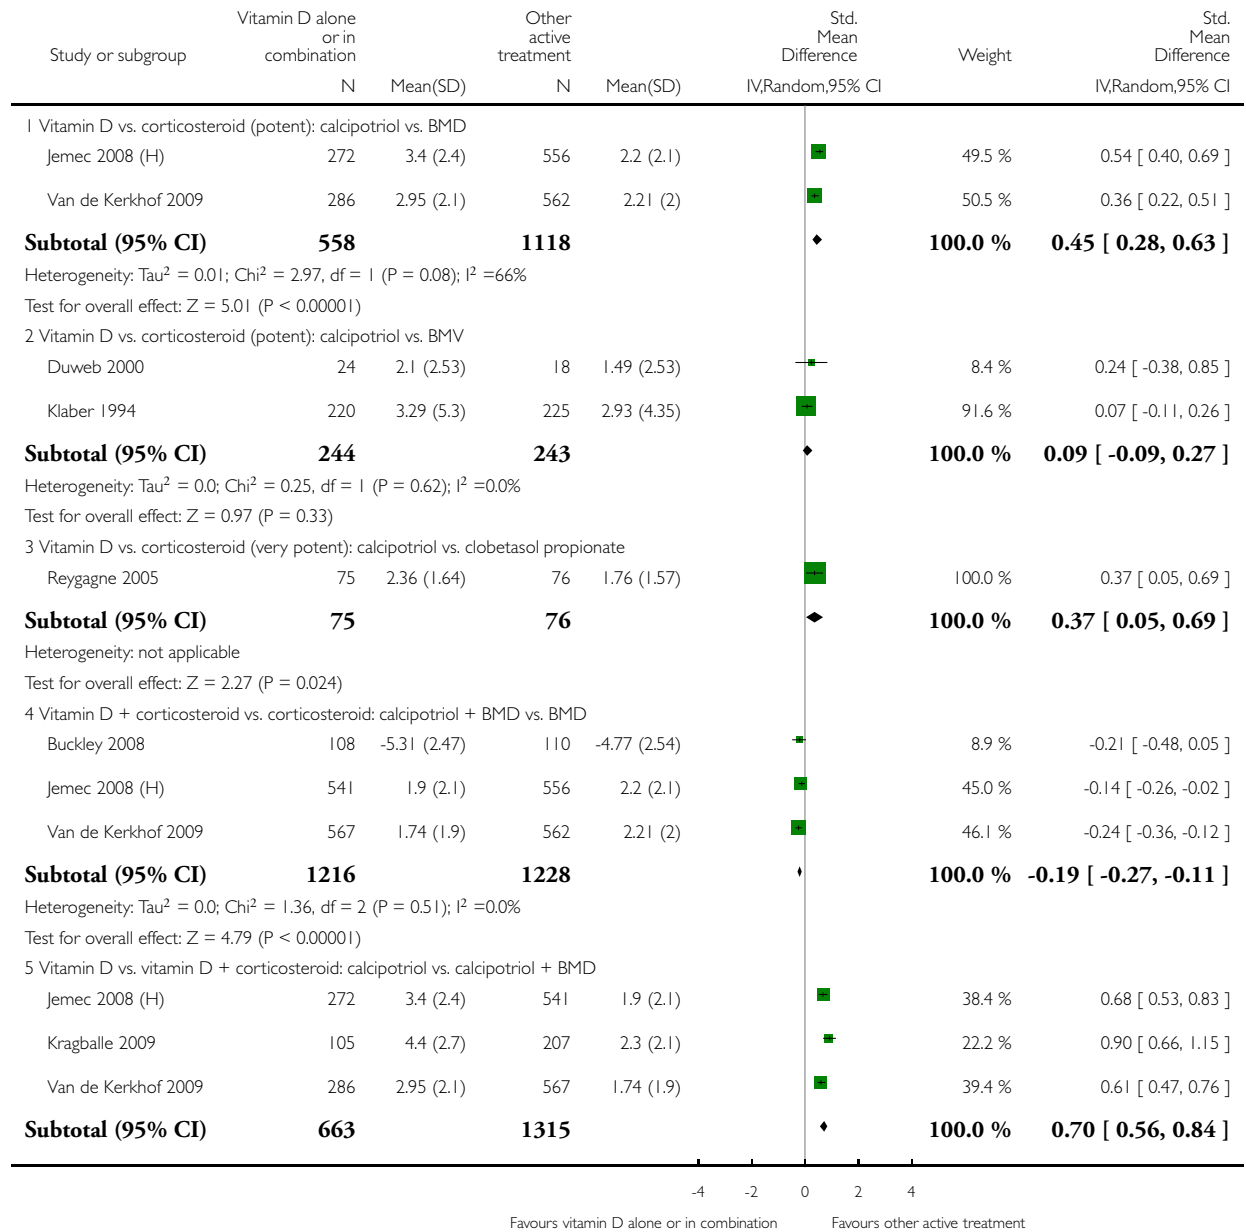 Study or subgroup Vitamin D alone or in combination Other active treatment Std. Mean Difference Weight Std. Mean Difference
N Mean(SD) N Mean(SD) IV,Random,95% CI IV,Random,95% CI
1 Vitamin D vs. corticosteroid (potent): calcipotriol vs. BMD
Jemec 2008 (H) 272 3.4 (2.4) 556 2.2 (2.1) 49.5 % 0.54 [ 0.40, 0.69 ]
Van de Kerkhof 2009 286 2.95 (2.1) 562 2.21 (2) 50.5 % 0.36 [ 0.22, 0.51 ]
Subtotal (95% CI) 558 1118 100.0 % 0.45 [ 0.28, 0.63 ]
Heterogeneity: Tau² = 0.01; Chi² = 2.97, df = 1 (P = 0.08); I² =66%
Test for overall effect: Z = 5.01 (P < 0.00001)
2 Vitamin D vs. corticosteroid (potent): calcipotriol vs. BMV
Duweb 2000 24 2.1 (2.53) 18 1.49 (2.53) 8.4 % 0.24 [ -0.38, 0.85 ]
Klaber 1994 220 3.29 (5.3) 225 2.93 (4.35) 91.6 % 0.07 [ -0.11, 0.26 ]
Subtotal (95% CI) 244 243 100.0 % 0.09 [ -0.09, 0.27 ]
Heterogeneity: Tau² = 0.0; Chi² = 0.25, df = 1 (P = 0.62); I² =0.0%
Test for overall effect: Z = 0.97 (P = 0.33)
3 Vitamin D vs. corticosteroid (very potent): calcipotriol vs. clobetasol propionate
Reygagne 2005 75 2.36 (1.64) 76 1.76 (1.57) 100.0 % 0.37 [ 0.05, 0.69 ]
Subtotal (95% CI) 75 76 100.0 % 0.37 [ 0.05, 0.69 ]
Heterogeneity: not applicable
Test for overall effect: Z = 2.27 (P = 0.024)
4 Vitamin D + corticosteroid vs. corticosteroid: calcipotriol + BMD vs. BMD
Buckley 2008 108 -5.31 (2.47) 110 -4.77 (2.54) 8.9 % -0.21 [ -0.48, 0.05 ]
Jemec 2008 (H) 541 1.9 (2.1) 556 2.2 (2.1) 45.0 % -0.14 [ -0.26, -0.02 ]
Van de Kerkhof 2009 567 1.74 (1.9) 562 2.21 (2) 46.1 % -0.24 [ -0.36, -0.12 ]
Subtotal (95% CI) 1216 1228 100.0 % -0.19 [ -0.27, -0.11 ]
Heterogeneity: Tau² = 0.0; Chi² = 1.36, df = 2 (P = 0.51); I² =0.0%
Test for overall effect: Z = 4.79 (P < 0.00001)
5 Vitamin D vs. vitamin D + corticosteroid: calcipotriol vs. calcipotriol + BMD
Jemec 2008 (H) 272 3.4 (2.4) 541 1.9 (2.1) 38.4 % 0.68 [ 0.53, 0.83 ]
Kragballe 2009 105 4.4 (2.7) 207 2.3 (2.1) 22.2 % 0.90 [ 0.66, 1.15 ]
Van de Kerkhof 2009 286 2.95 (2.1) 567 1.74 (1.9) 39.4 % 0.61 [ 0.47, 0.76 ]
Subtotal (95% CI) 663 1315 100.0 % 0.70 [ 0.56, 0.84 ]
-4 -2 0 2 4
Favours vitamin D alone or in combination Favours other active treatment